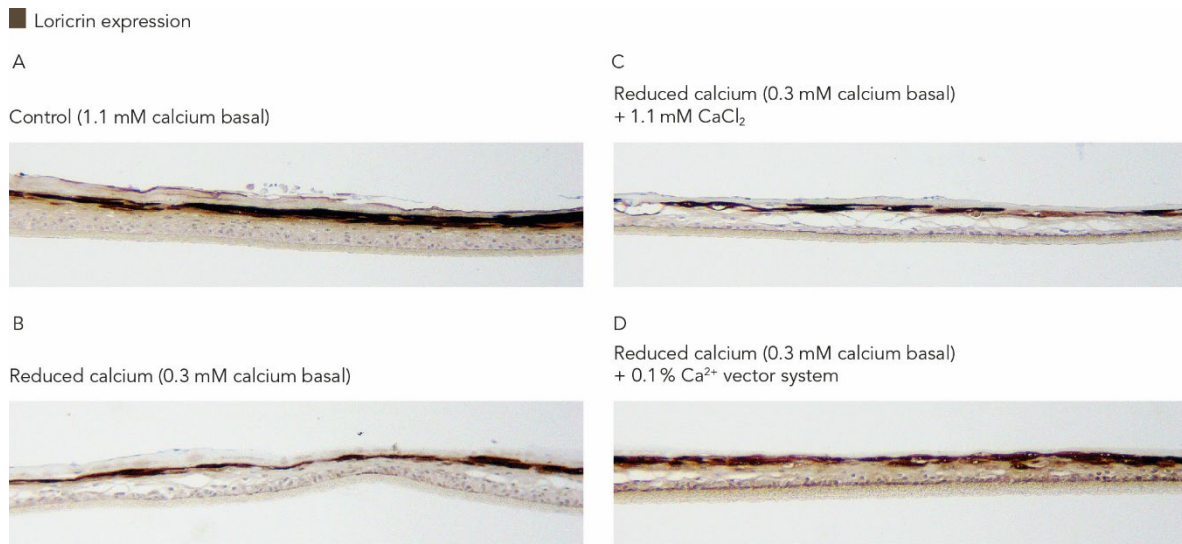 Loricrin expression
A
Control (1.1 mM calcium basal)
B
Reduced calcium (0.3 mM calcium basal)
C
Reduced calcium (0.3 mM calcium basal)
+ 1.1 mM CaCl₂
D
Reduced calcium (0.3 mM calcium basal)
+ 0.1 % Ca²⁺ vector system